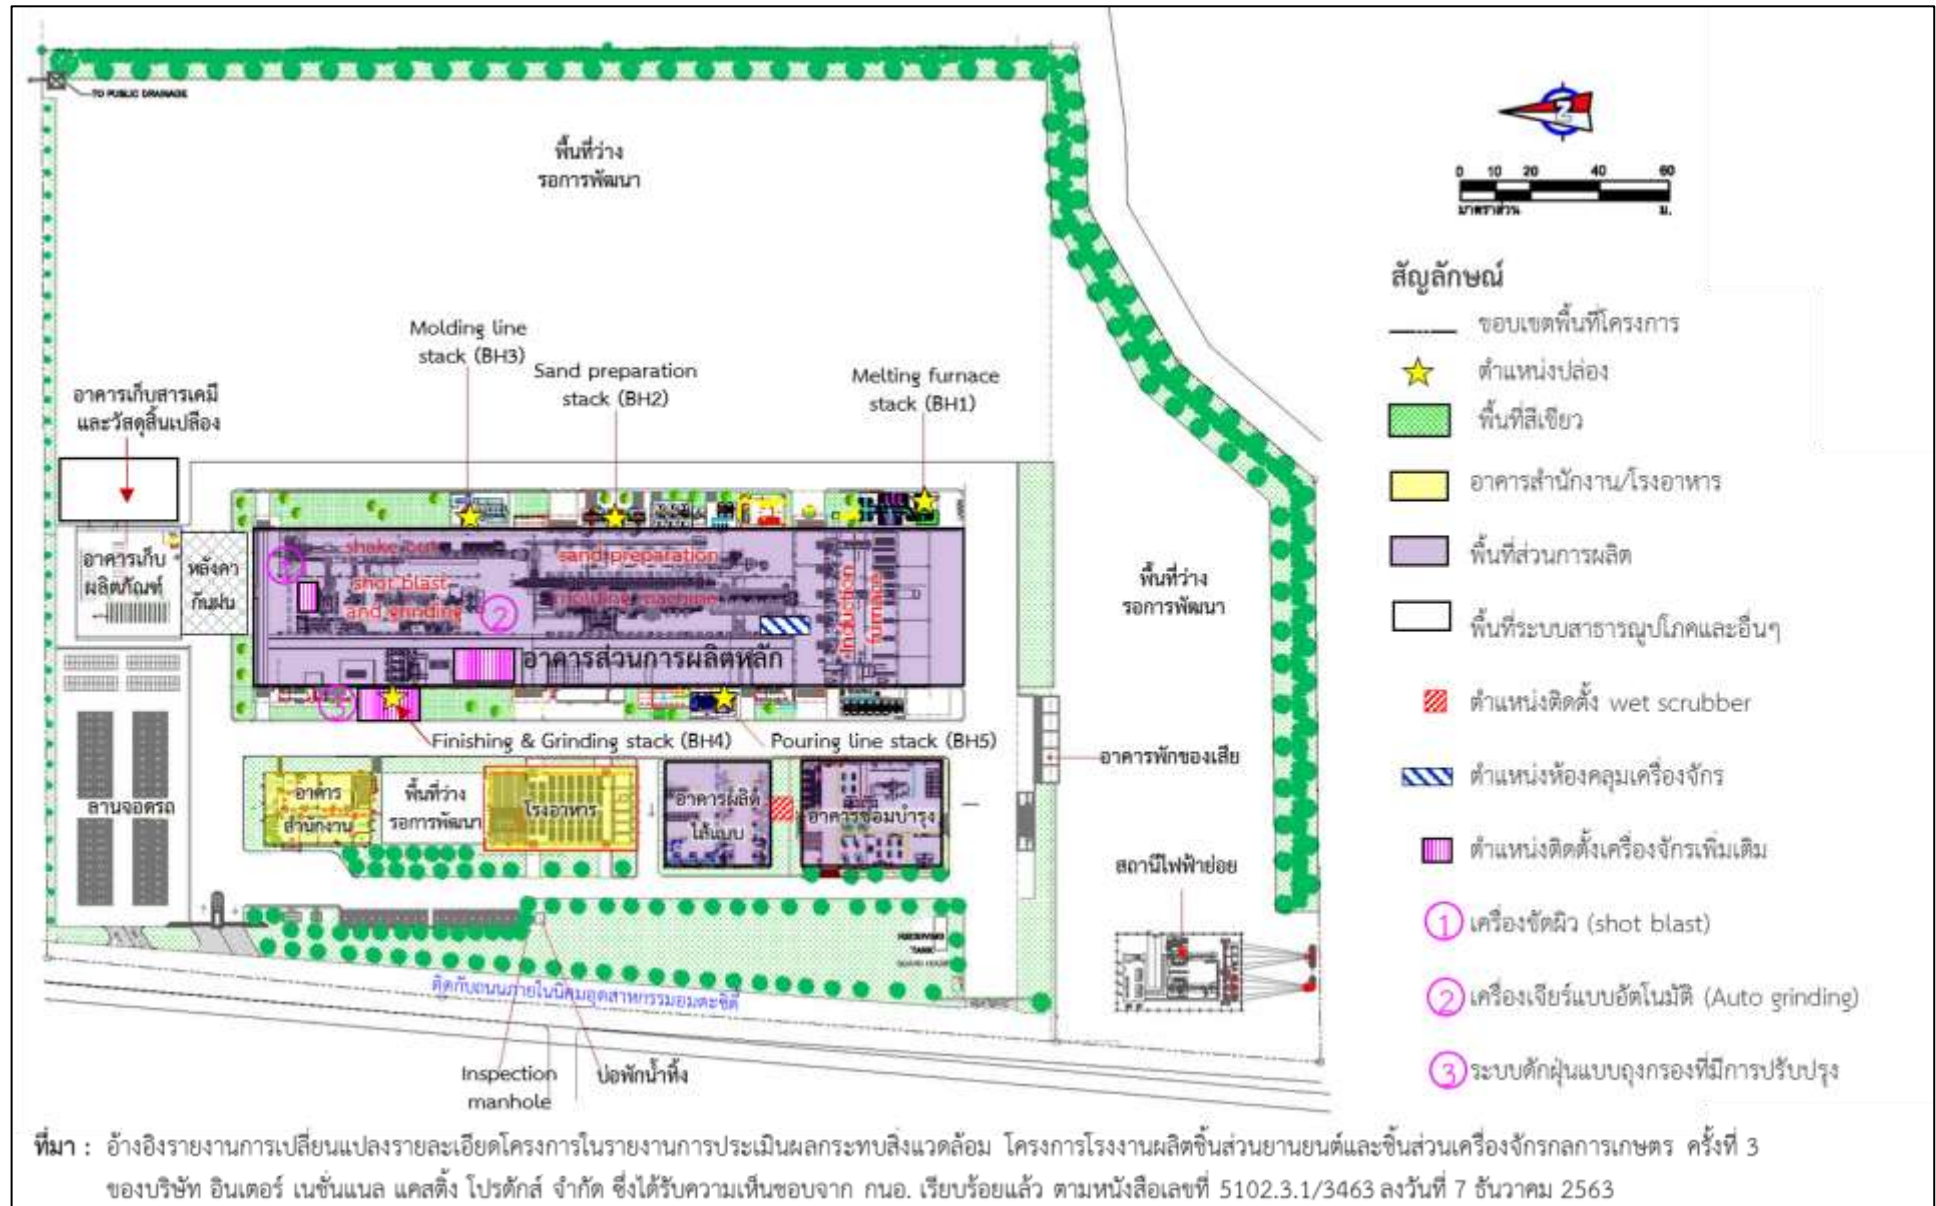 TO PUBLIC DRAINAGE
พื้นที่ว่าง
รอการพัฒนา
Z
0 10 20 40 60
มาตราส่วน ม.
สัญลักษณ์
ขอบเขตพื้นที่โครงการ
ตำแหน่งปล่อง
พื้นที่สีเขียว
อาคารสำนักงาน/โรงอาหาร
พื้นที่ส่วนการผลิต
พื้นที่ระบบสาธารณูปโภคและอื่นๆ
ตำแหน่งติดตั้ง wet scrubber
ตำแหน่งห้องคลุมเครื่องจักร
ตำแหน่งติดตั้งเครื่องจักรเพิ่มเติม
1 เครื่องขัดผิว (shot blast)
2 เครื่องเจียร์แบบอัตโนมัติ (Auto grinding)
3 ระบบดักฝุ่นแบบถุงกรองที่มีการปรับปรุง
Molding line
stack (BH3)
Sand preparation
stack (BH2)
Melting furnace
stack (BH1)
อาคารเก็บสารเคมี
และวัสดุสิ้นเปลือง
อาคารเก็บ
ผลิตภัณฑ์
หลังคา
กันฝน
1
shake out
shot blast
and grinding
2
sand preparation
molding machine
Induction
furnace
อาคารส่วนการผลิตหลัก
3
พื้นที่ว่าง
รอการพัฒนา
Finishing & Grinding stack (BH4)
Pouring line stack (BH5)
อาคารพักของเสีย
ลานจอดรถ
อาคาร
สำนักงาน
พื้นที่ว่าง
รอการพัฒนา
โรงอาหาร
อาคารผลิต
ไส้แบบ
อาคารซ่อมบำรุง
สถานีไฟฟ้าย่อย
TANK
ติดกับถนนภายในนิคมอุตสาหกรรมอมตะซิตี้
Inspection
manhole
บ่อพักน้ำทิ้ง
ที่มา : อ้างอิงรายงานการเปลี่ยนแปลงรายละเอียดโครงการในรายงานการประเมินผลกระทบสิ่งแวดล้อม โครงการโรงงานผลิตชิ้นส่วนยานยนต์และชิ้นส่วนเครื่องจักรกลการเกษตร ครั้งที่ 3
ของบริษัท อินเตอร์ เนชั่นแนล แคสติ้ง โปรดักส์ จำกัด ซึ่งได้รับความเห็นชอบจาก กนอ. เรียบร้อยแล้ว ตามหนังสือเลขที่ 5102.3.1/3463 ลงวันที่ 7 ธันวาคม 2563